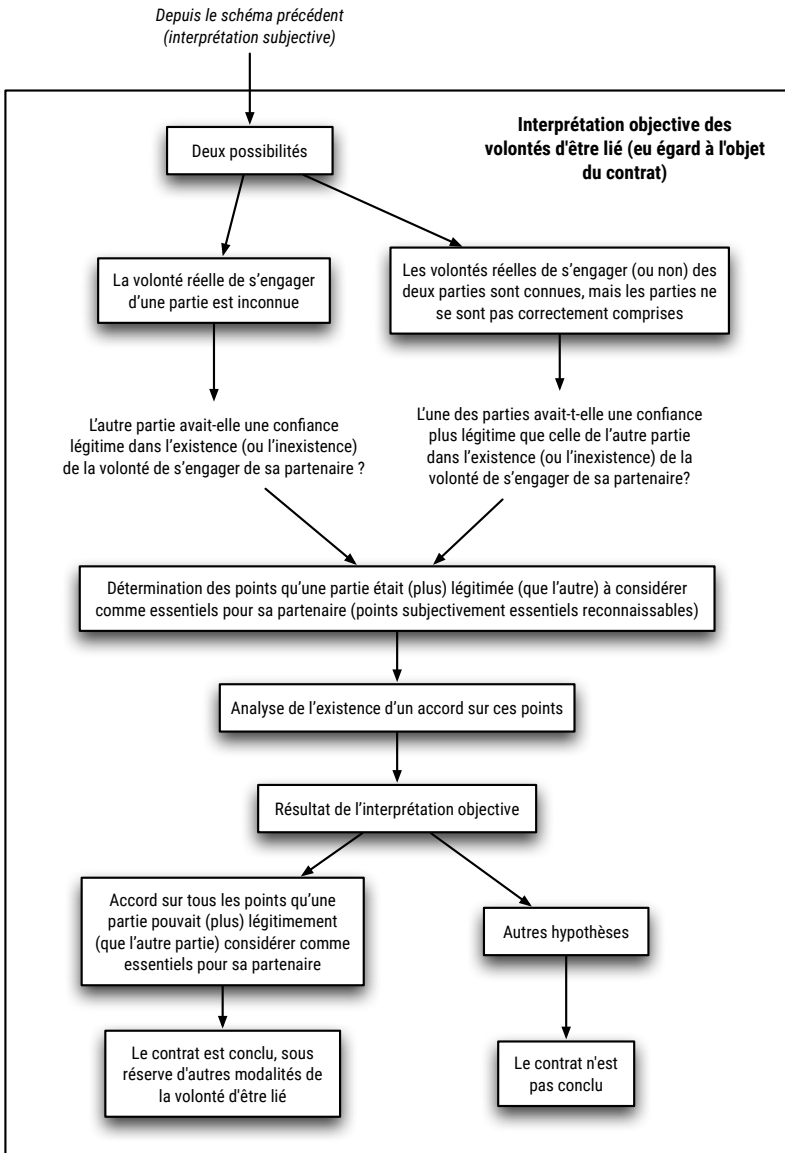 Depuis le schéma précédent
(interprétation subjective)
Interprétation objective des
volontés d'être lié (eu égard à l'objet
du contrat)
Deux possibilités
La volonté réelle de s’engager
d’une partie est inconnue
Les volontés réelles de s’engager (ou non) des
deux parties sont connues, mais les parties ne
se sont pas correctement comprises
L’autre partie avait-elle une confiance
légitime dans l’existence (ou l’inexistence)
de la volonté de s’engager de sa partenaire ?
L’une des parties avait-t-elle une confiance
plus légitime que celle de l’autre partie
dans l’existence (ou l’inexistence) de la
volonté de s’engager de sa partenaire?
Détermination des points qu’une partie était (plus) légitimée (que l’autre) à considérer
comme essentiels pour sa partenaire (points subjectivement essentiels reconnaissables)
Analyse de l’existence d’un accord sur ces points
Résultat de l’interprétation objective
Accord sur tous les points qu’une
partie pouvait (plus) légitimement
(que l’autre partie) considérer comme
essentiels pour sa partenaire
Autres hypothèses
Le contrat est conclu, sous
réserve d'autres modalités de
la volonté d'être lié
Le contrat n'est
pas conclu